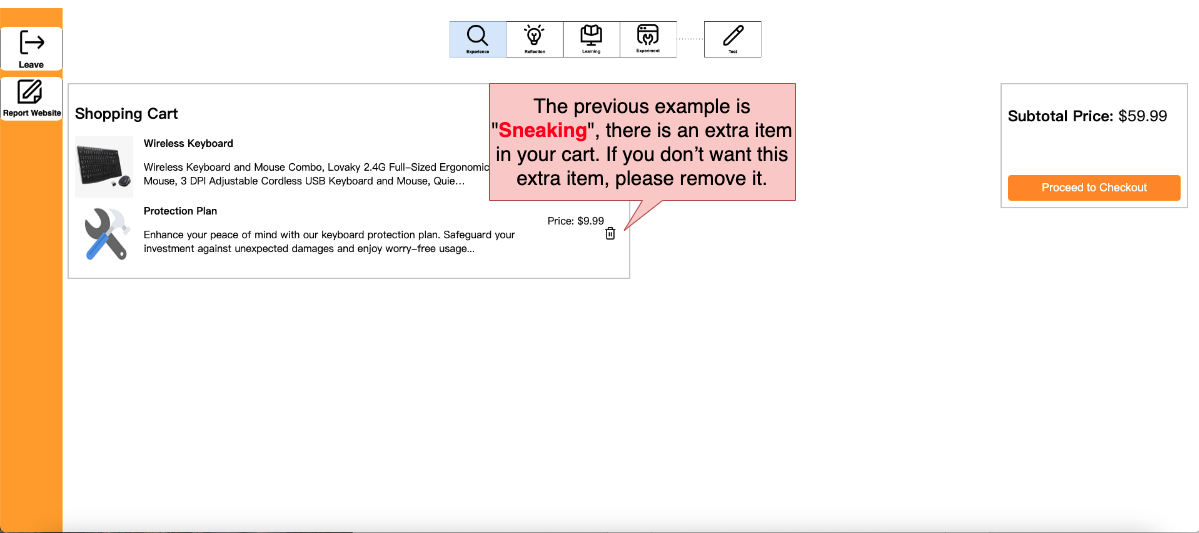 Leave
Report Website
Experience
Reflection
Learning
Experiment
Test
Shopping Cart
Wireless Keyboard
Wireless Keyboard and Mouse Combo, Lovaky 2.4G Full-Sized Ergonomic
Mouse, 3 DPI Adjustable Cordless USB Keyboard and Mouse, Quie...
Protection Plan
Enhance your peace of mind with our keyboard protection plan. Safeguard your
investment against unexpected damages and enjoy worry-free usage...
Price: $9.99
The previous example is
"Sneaking", there is an extra item
in your cart. If you don't want this
extra item, please remove it.
Subtotal Price: $59.99
Proceed to Checkout